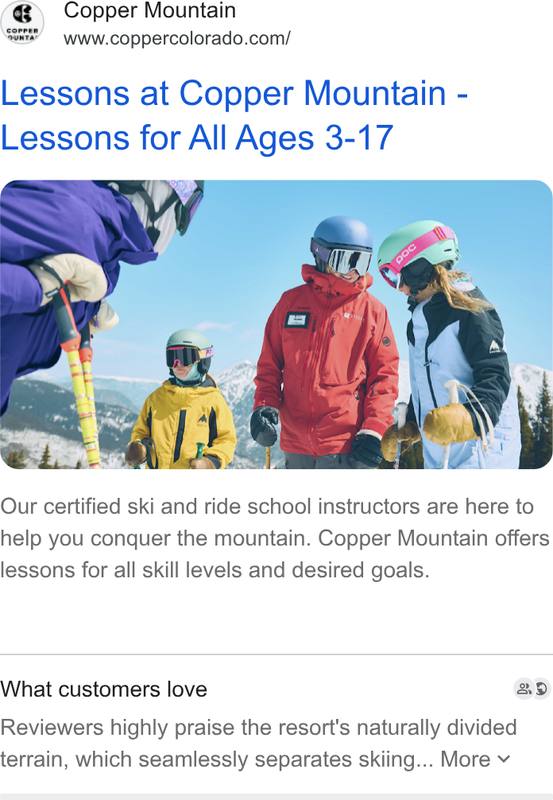 COPPER
Copper Mountain
www.coppercolorado.com/
Lessons at Copper Mountain -
Lessons for All Ages 3-17
poc
Our certified ski and ride school instructors are here to
help you conquer the mountain. Copper Mountain offers
lessons for all skill levels and desired goals.
What customers love
Reviewers highly praise the resort's naturally divided
terrain, which seamlessly separates skiing... More